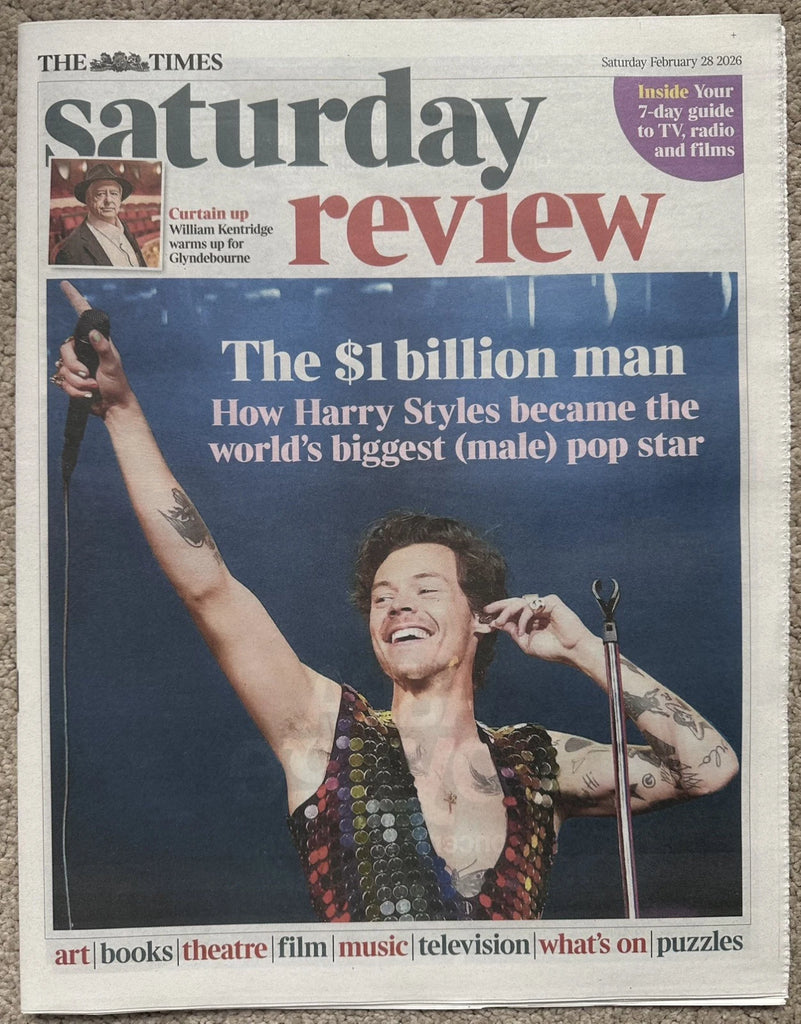 THE TIMES
Saturday February 28 2026
saturday
review
Inside Your
7-day guide
to TV, radio
and films
Curtain up
William Kentridge
warms up for
Glyndebourne
The $1 billion man
How Harry Styles became the
world's biggest (male) pop star
Hi
art|books|theatre|film|music|television|what's on|puzzles